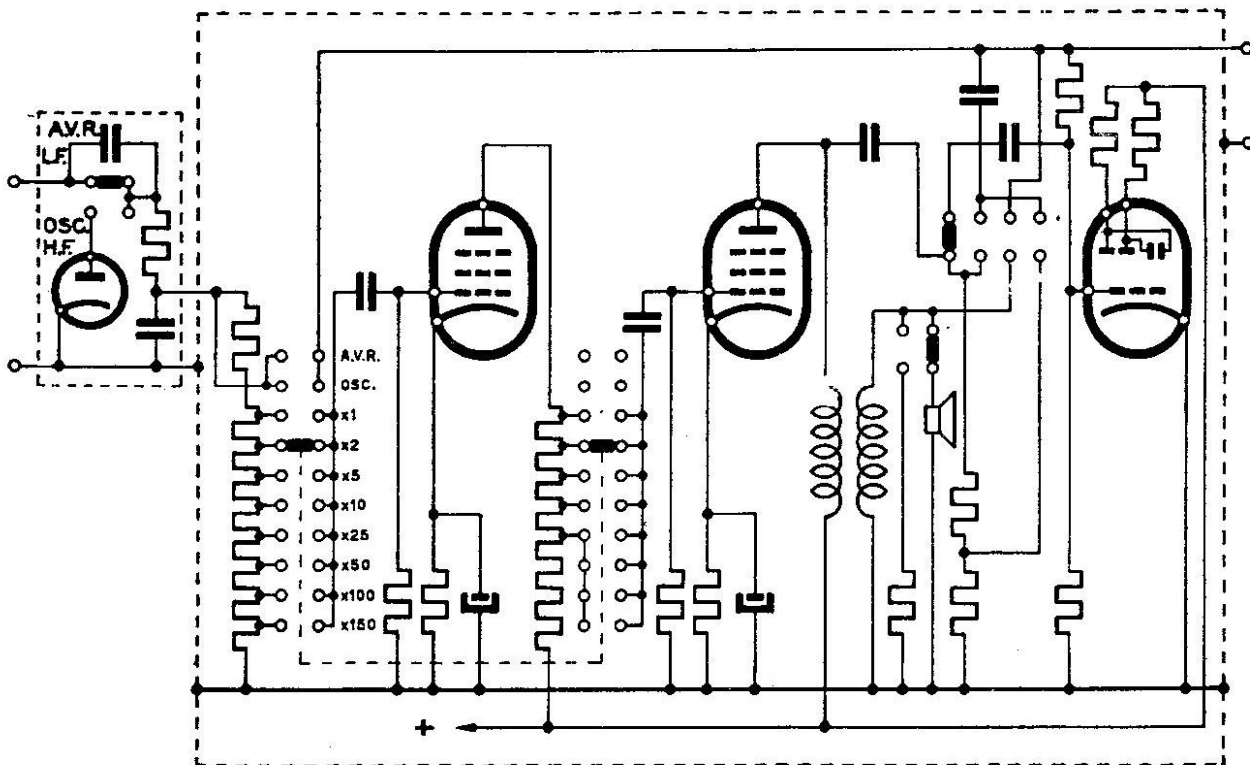 A.V.R.
L.F.
OSC.
H.F.
A.V.R.
OSC.
x1
x2
x5
x10
x25
x50
x100
x150
+